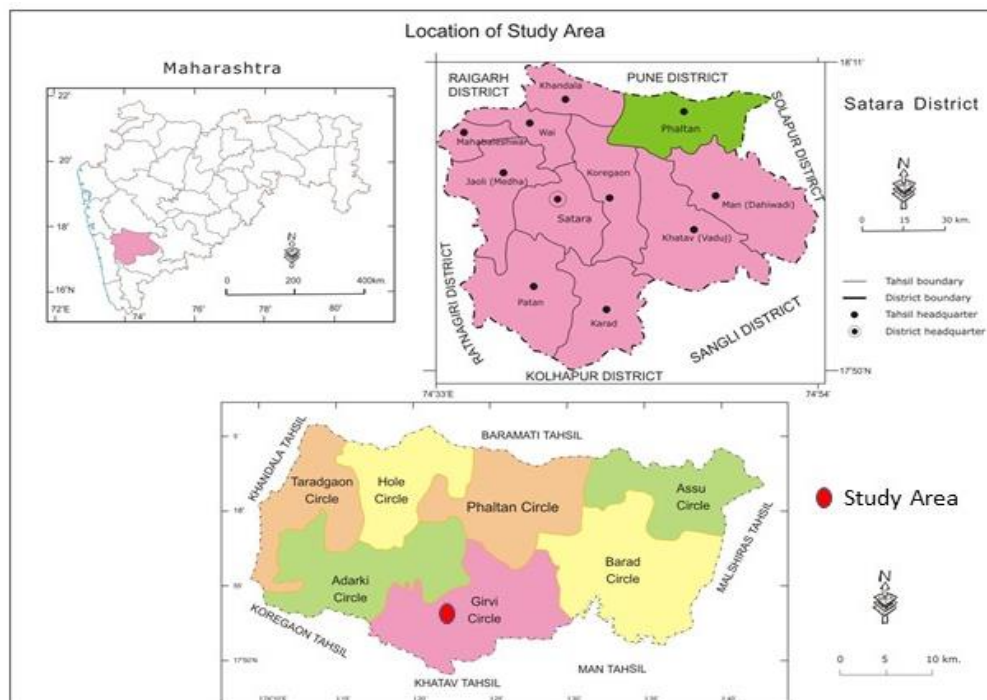 Location of Study Area
Maharashtra
22°
20°
18°
16°N
72°E
74°
76°
78°
80°
N
0
200
400km.
RAIGARH
DISTRICT
PUNE DISTRICT
SOLAPUR DISTIRCT
Khandala
Phaltan
Wai
Mahabaleshwar
Jaoli (Medha)
Koregaon
Satara
Man (Dahiwadi)
Khatav (Vaduj)
Patan
Karad
RATNAGIRI DISTRICT
SANGLI DISTRICT
KOLHAPUR DISTRICT
18°11'
17°50'N
74°33'E
74°54'
Satara District
N
0
15
30 km.
Tahsil boundary
District boundary
Tahsil headquarter
District headquarter
KHANDALA TAHSIL
BARAMATI TAHSIL
Taradgaon
Circle
Hole
Circle
Phaltan Circle
Assu
Circle
MALSHIRAS TAHSIL
Adarki
Circle
Barad
Circle
Girvi
Circle
KOREGAON TAHSIL
KHATAV TAHSIL
MAN TAHSIL
17°50'N
Study Area
N
0
5
10 km.